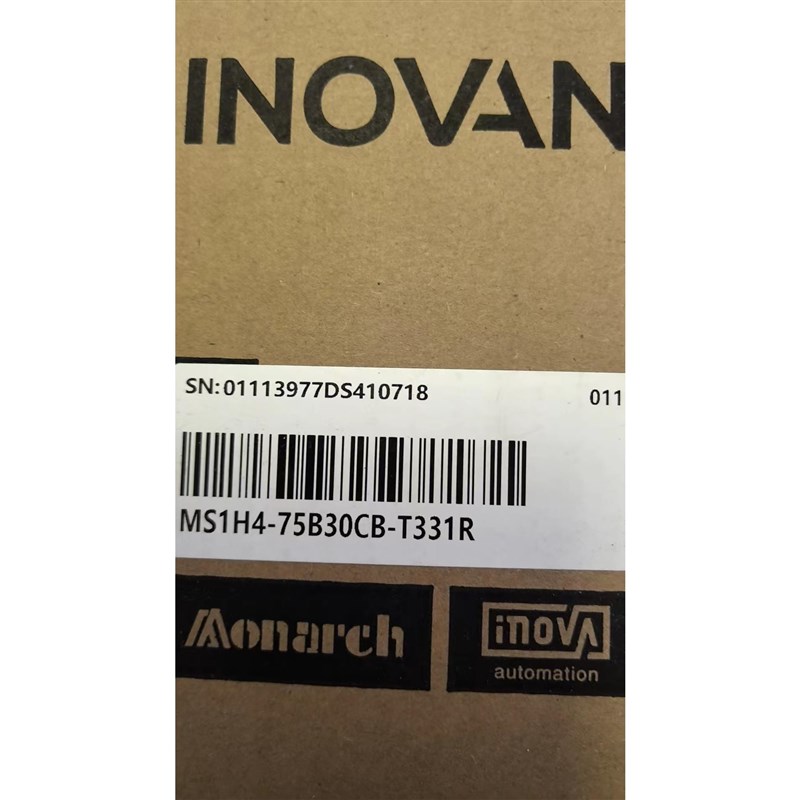 INOVAN
SN:01113977DS410718 011
MS1H4-75B30CB-T331R
Monarch
inovA
automation